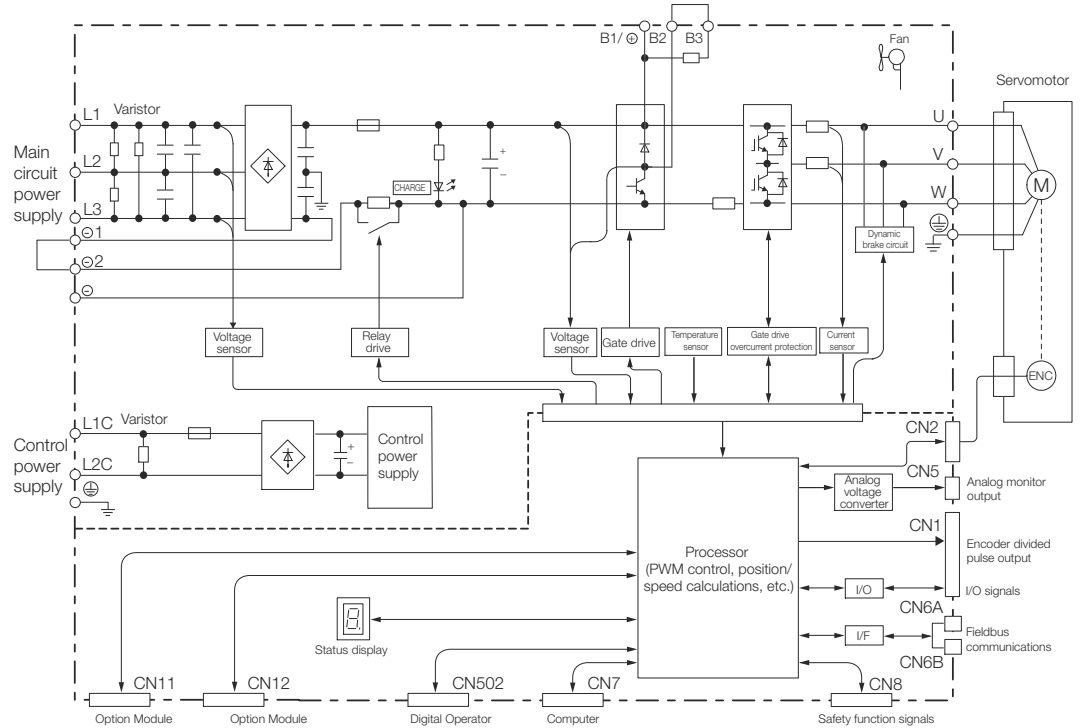 B1/⊕
B2
B3
Fan
Servomotor
Main
circuit
power
supply
L1
Varistor
L2
L3
⊖1
⊖2
⊖
CHARGE
+
–
U
V
W
M
Dynamic
brake circuit
Voltage
sensor
Relay
drive
Voltage
sensor
Gate drive
Temperature
sensor
Gate drive
overcurrent protection
Current
sensor
ENC
Control
power
supply
L1C
Varistor
L2C
+
–
Control
power
supply
CN2
CN5
Analog
voltage
converter
Analog monitor
output
CN1
Processor
(PWM control, position/
speed calculations, etc.)
Encoder divided
pulse output
I/O
I/O signals
CN6A
I/F
Fieldbus
communications
CN6B
8.
Status display
CN11
CN12
CN502
CN7
CN8
Option Module
Option Module
Digital Operator
Computer
Safety function signals